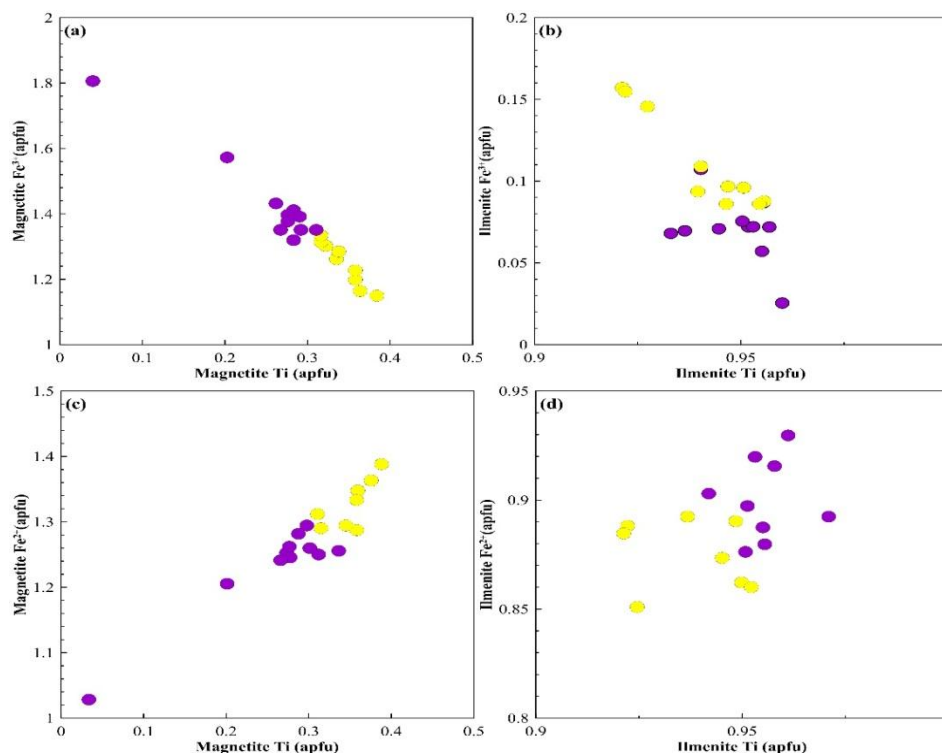 (a)
2
1.8
1.6
1.4
1.2
1
Magnetite Fe³⁺(apfu)
0 0.1 0.2 0.3 0.4 0.5
Magnetite Ti (apfu)
(b)
0.2
0.15
0.1
0.05
0
Ilmenite Fe³⁺(apfu)
0.9 0.95
Ilmenite Ti (apfu)
(c)
1.5
1.4
1.3
1.2
1.1
1
Magnetite Fe²⁺(apfu)
0 0.1 0.2 0.3 0.4 0.5
Magnetite Ti (apfu)
(d)
0.95
0.9
0.85
0.8
Ilmenite Fe²⁺(apfu)
0.9 0.95
Ilmenite Ti (apfu)